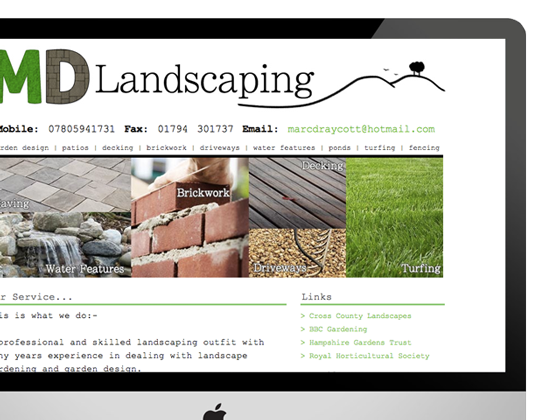 MD Landscaping
Mobile: 07805941731 Fax: 01794 301737 Email: marcdraycott@hotmail.com
rden design | patios | decking | brickwork | driveways | water features | ponds | turfing | fencing
aving
Water Features
Brickwork
Decking
Driveways
Turfing
r Service...
is is what we do:-
professional and skilled landscaping outfit with
ny years experience in dealing with landscape
rdening and garden design.
Links
> Cross County Landscapes
> BBC Gardening
> Hampshire Gardens Trust
> Royal Horticultural Society